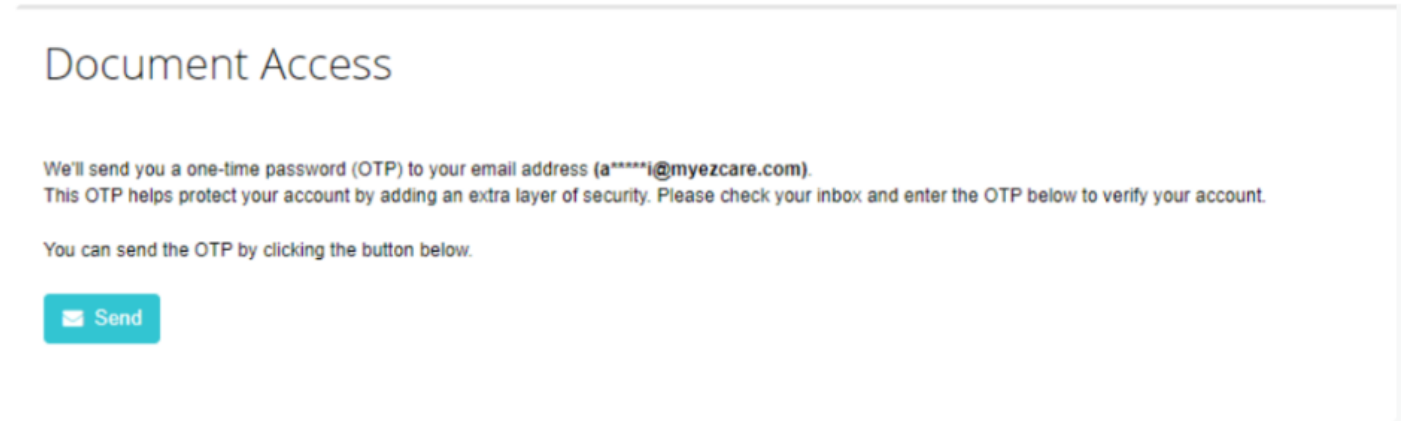 Document Access
We'll send you a one-time password (OTP) to your email address (a*****i@myezcare.com).
This OTP helps protect your account by adding an extra layer of security. Please check your inbox and enter the OTP below to verify your account.
You can send the OTP by clicking the button below.
Send